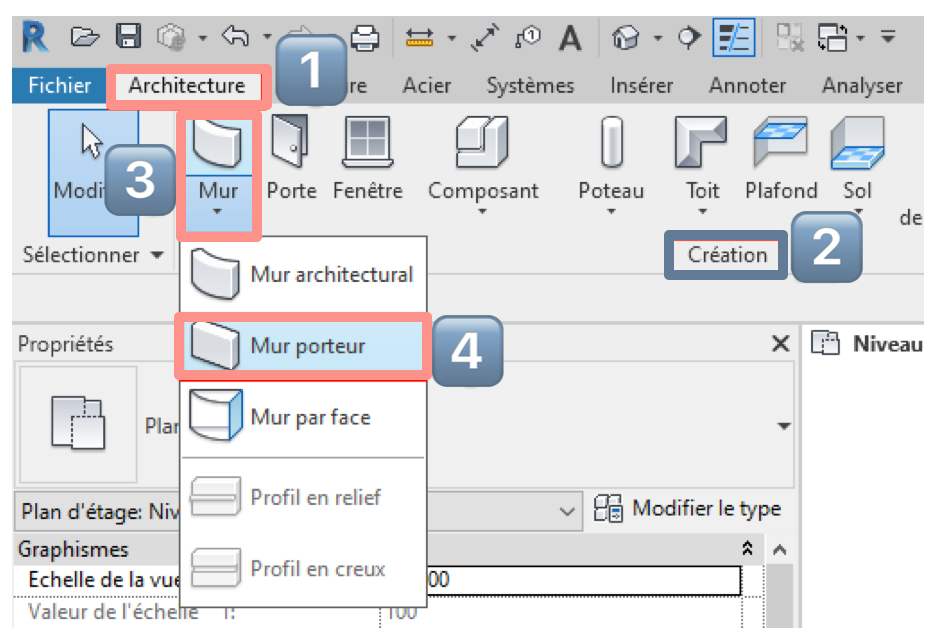 Fichier Architecture 1 re Acier Systèmes Insérer Annoter Analyser
3 Mur Porte Fenêtre Composant Poteau Toit Plafond Sol
de
Sélectionner Création 2
Mur architectural
Propriétés Mur porteur 4 X Niveau
Plan Mur par face
Plan d'étage: Niv Profil en relief Modifier le type
Graphismes
Echelle de la vue Profil en creux 00
Valeur de l'échelle 1: 100